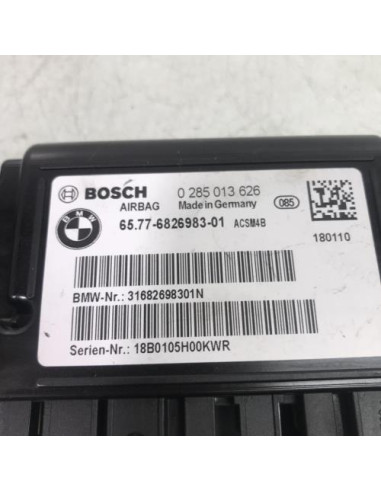 BOSCH 0 285 013 626
AIRBAG Made in Germany 085
BMW 65.77-6826983-01 ACSM4B
180110
BMW-Nr.: 31682698301N
Serien-Nr.: 18B0105H00KWR